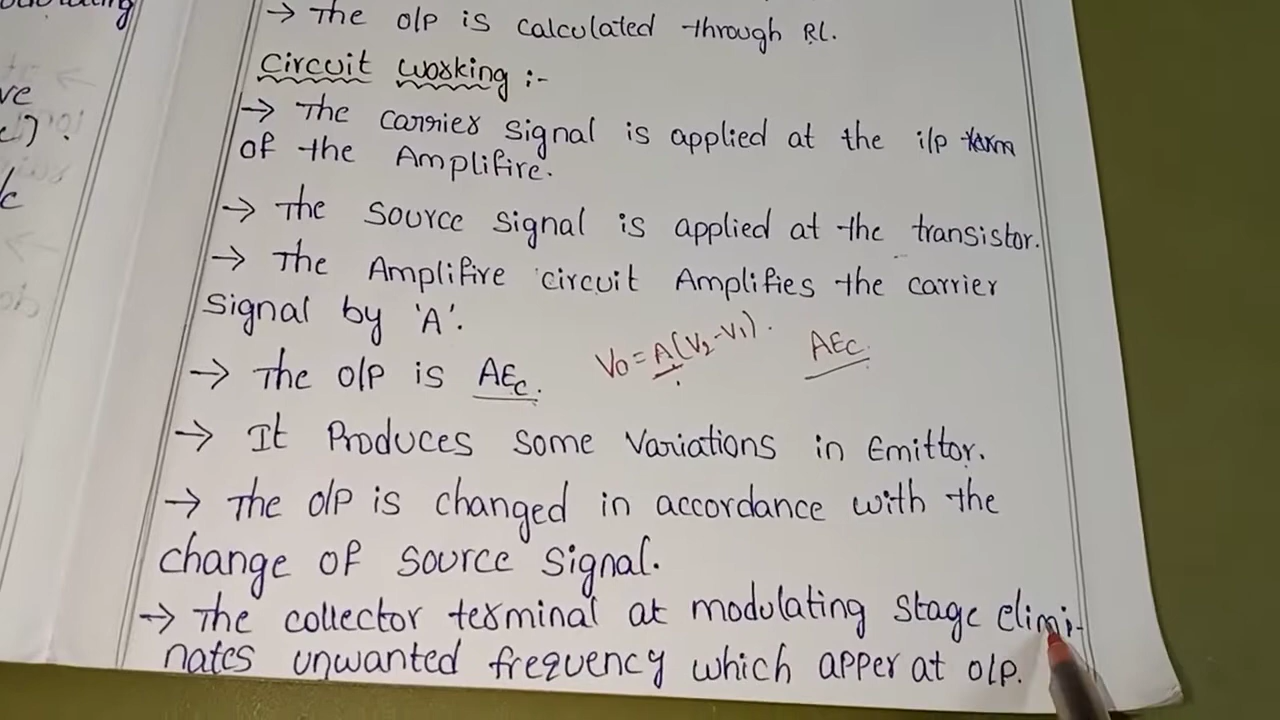 → The O/P is calculated through RL.
Circuit working :-
→ The carrier signal is applied at the i/p term
of the Amplifire.
→ The source signal is applied at the transistor.
→ The Amplifire circuit Amplifies the carrier
signal by 'A'.
→ The O/P is AEc.
Vo = A(V2-V1). AEc.
→ It Produces some variations in Emittor.
→ The O/P is changed in accordance with the
change of source signal.
→ The collector terminal at modulating stage elimi-
nates unwanted frequency which apper at O/P.